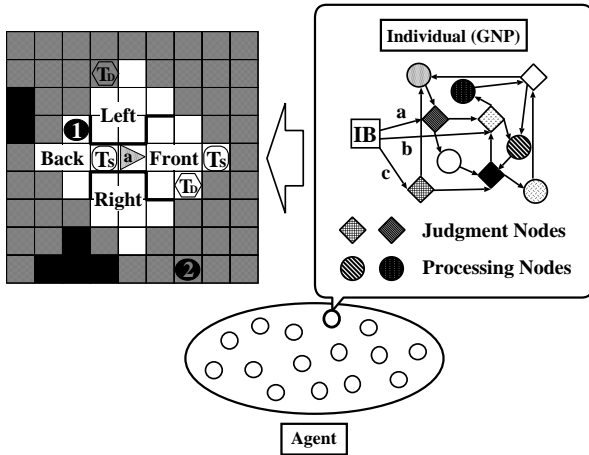 Individual (GNP)
T_D
Left
1
a
IB
b
c
Back
T_S
a
Front
T_S
Right
T_D
2
Judgment Nodes
Processing Nodes
Agent